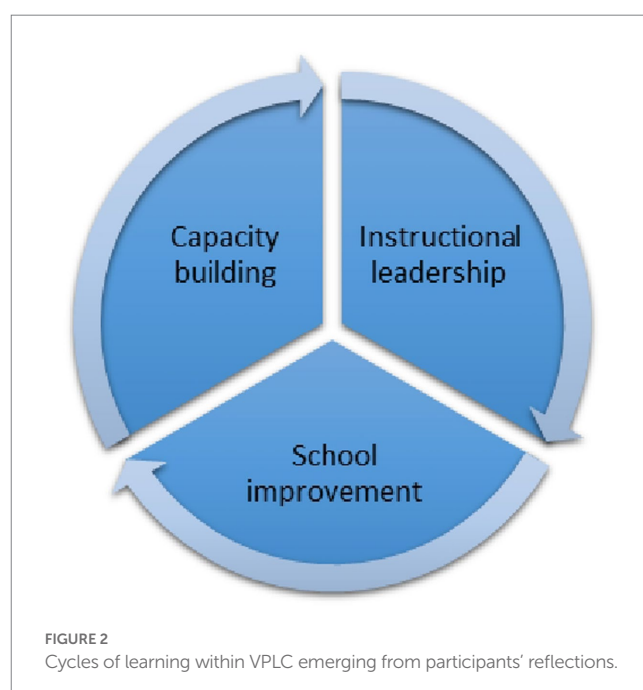 Capacity
building
Instructional
leadership
School
improvement
FIGURE 2
Cycles of learning within VPLC emerging from participants’ reflections.